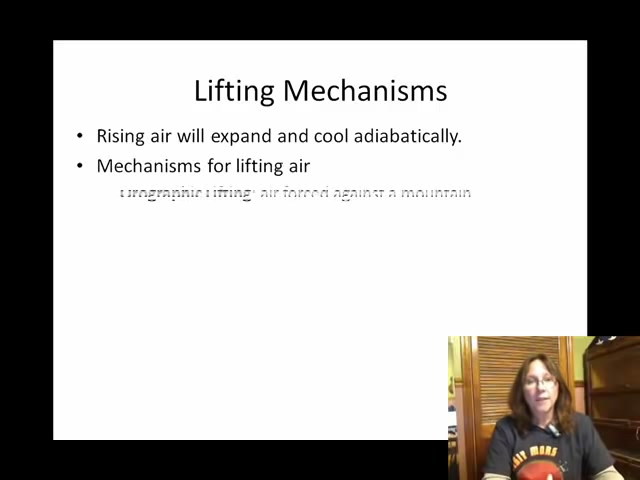 Lifting Mechanisms
• Rising air will expand and cool adiabatically.
• Mechanisms for lifting air
Orographic Lifting: air forced against a mountain